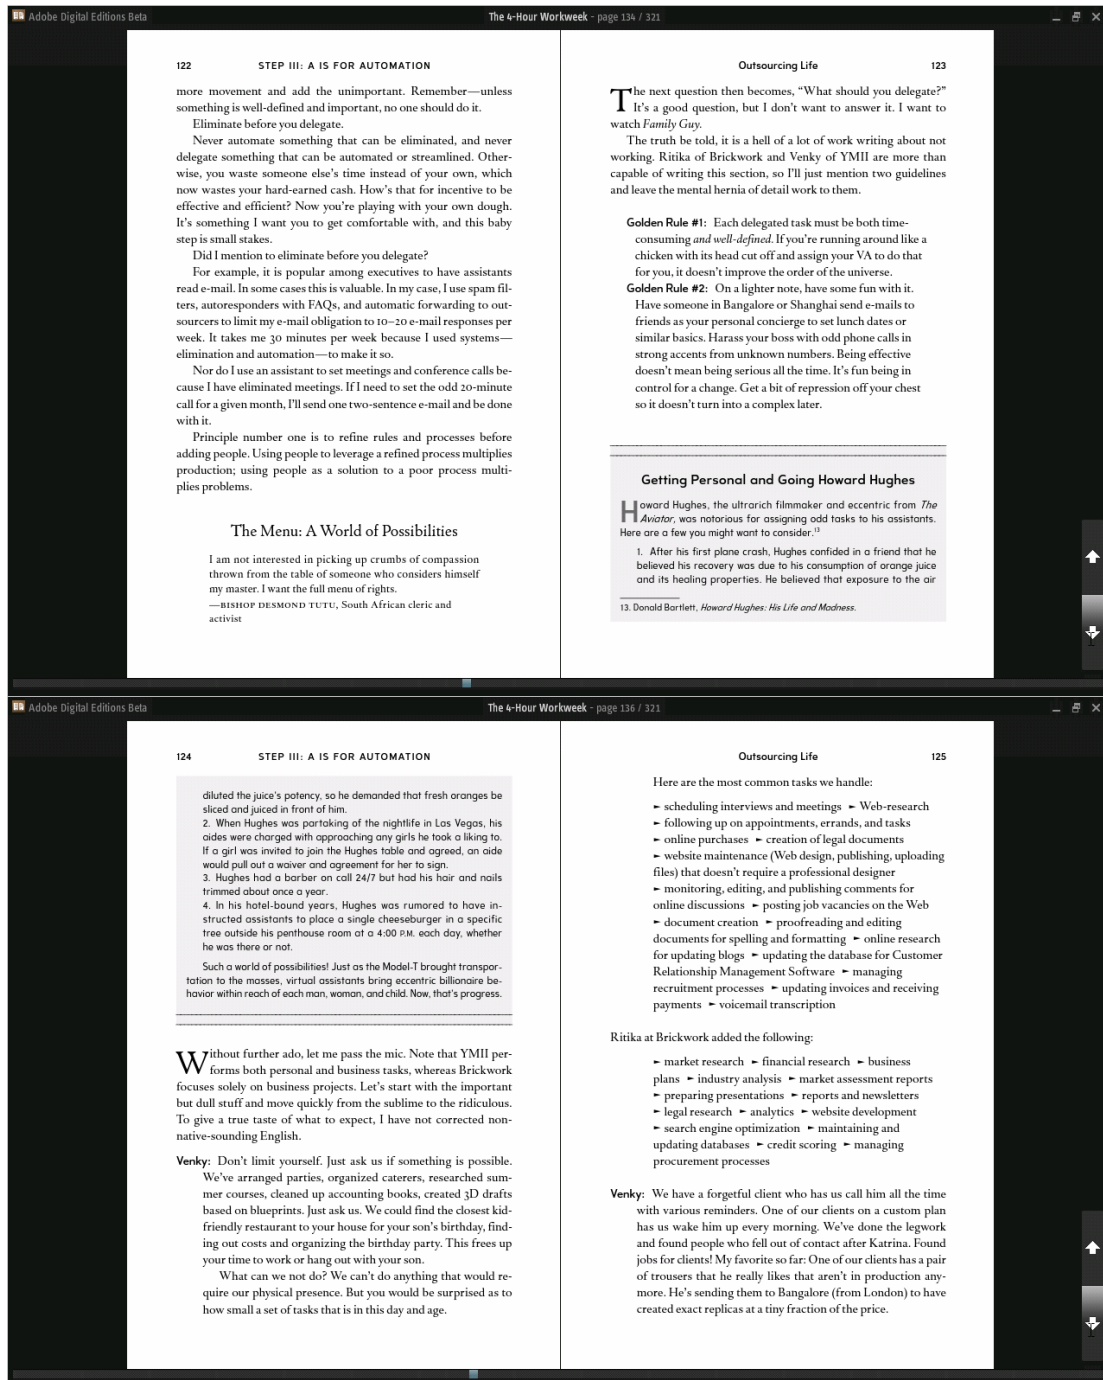 Adobe Digital Editions Beta
The 4-Hour Workweek - page 134 / 321
122 STEP III: A IS FOR AUTOMATION
more movement and add the unimportant. Remember—unless
something is well-defined and important, no one should do it.
Eliminate before you delegate.
Never automate something that can be eliminated, and never
delegate something that can be automated or streamlined. Other-
wise, you waste someone else's time instead of your own, which
now wastes your hard-earned cash. How's that for incentive to be
effective and efficient? Now you're playing with your own dough.
It's something I want you to get comfortable with, and this baby
step is small stakes.
Did I mention to eliminate before you delegate?
For example, it is popular among executives to have assistants
read e-mail. In some cases this is valuable. In my case, I use spam fil-
ters, autoresponders with FAQs, and automatic forwarding to out-
sourcers to limit my e-mail obligation to 10–20 e-mail responses per
week. It takes me 30 minutes per week because I used systems—
elimination and automation—to make it so.
Nor do I use an assistant to set meetings and conference calls be-
cause I have eliminated meetings. If I need to set the odd 20-minute
call for a given month, I'll send one two-sentence e-mail and be done
with it.
Principle number one is to refine rules and processes before
adding people. Using people to leverage a refined process multiplies
production; using people as a solution to a poor process multi-
plies problems.
The Menu: A World of Possibilities
I am not interested in picking up crumbs of compassion
thrown from the table of someone who considers himself
my master. I want the full menu of rights.
—BISHOP DESMOND TUTU, South African cleric and
activist
Outsourcing Life 123
The next question then becomes, “What should you delegate?”
It's a good question, but I don't want to answer it. I want to
watch Family Guy.
The truth be told, it is a hell of a lot of work writing about not
working. Ritika of Brickwork and Venky of YMII are more than
capable of writing this section, so I'll just mention two guidelines
and leave the mental hernia of detail work to them.
Golden Rule #1: Each delegated task must be both time-
consuming and well-defined. If you're running around like a
chicken with its head cut off and assign your VA to do that
for you, it doesn't improve the order of the universe.
Golden Rule #2: On a lighter note, have some fun with it.
Have someone in Bangalore or Shanghai send e-mails to
friends as your personal concierge to set lunch dates or
similar basics. Harass your boss with odd phone calls in
strong accents from unknown numbers. Being effective
doesn't mean being serious all the time. It's fun being in
control for a change. Get a bit of repression off your chest
so it doesn't turn into a complex later.
Getting Personal and Going Howard Hughes
Howard Hughes, the ultrarich filmmaker and eccentric from The
Aviator, was notorious for assigning odd tasks to his assistants.
Here are a few you might want to consider.13
1. After his first plane crash, Hughes confided in a friend that he
believed his recovery was due to his consumption of orange juice
and its healing properties. He believed that exposure to the air
13. Donald Bartlett, Howard Hughes: His Life and Madness.
Adobe Digital Editions Beta
The 4-Hour Workweek - page 136 / 321
124 STEP III: A IS FOR AUTOMATION
diluted the juice's potency, so he demanded that fresh oranges be
sliced and juiced in front of him.
2. When Hughes was partaking of the nightlife in Las Vegas, his
aides were charged with approaching any girls he took a liking to.
If a girl was invited to join the Hughes table and agreed, an aide
would pull out a waiver and agreement for her to sign.
3. Hughes had a barber on call 24/7 but had his hair and nails
trimmed about once a year.
4. In his hotel-bound years, Hughes was rumored to have in-
structed assistants to place a single cheeseburger in a specific
tree outside his penthouse room at a 4:00 P.M. each day, whether
he was there or not.
Such a world of possibilities! Just as the Model-T brought transpor-
tation to the masses, virtual assistants bring eccentric billionaire be-
havior within reach of each man, woman, and child. Now, that's progress.
Without further ado, let me pass the mic. Note that YMII per-
forms both personal and business tasks, whereas Brickwork
focuses solely on business projects. Let's start with the important
but dull stuff and move quickly from the sublime to the ridiculous.
To give a true taste of what to expect, I have not corrected non-
native-sounding English.
Venky: Don't limit yourself. Just ask us if something is possible.
We've arranged parties, organized caterers, researched sum-
mer courses, cleaned up accounting books, created 3D drafts
based on blueprints. Just ask us. We could find the closest kid-
friendly restaurant to your house for your son's birthday, find-
ing out costs and organizing the birthday party. This frees up
your time to work or hang out with your son.
What can we not do? We can't do anything that would re-
quire our physical presence. But you would be surprised as to
how small a set of tasks that is in this day and age.
Outsourcing Life 125
Here are the most common tasks we handle:
► scheduling interviews and meetings ► Web-research
► following up on appointments, errands, and tasks
► online purchases ► creation of legal documents
► website maintenance (Web design, publishing, uploading
files) that doesn't require a professional designer
► monitoring, editing, and publishing comments for
online discussions ► posting job vacancies on the Web
► document creation ► proofreading and editing
documents for spelling and formatting ► online research
for updating blogs ► updating the database for Customer
Relationship Management Software ► managing
recruitment processes ► updating invoices and receiving
payments ► voicemail transcription
Ritika at Brickwork added the following:
► market research ► financial research ► business
plans ► industry analysis ► market assessment reports
► preparing presentations ► reports and newsletters
► legal research ► analytics ► website development
► search engine optimization ► maintaining and
updating databases ► credit scoring ► managing
procurement processes
Venky: We have a forgetful client who has us call him all the time
with various reminders. One of our clients on a custom plan
has us wake him up every morning. We've done the legwork
and found people who fell out of contact after Katrina. Found
jobs for clients! My favorite so far: One of our clients has a pair
of trousers that he really likes that aren't in production any-
more. He's sending them to Bangalore (from London) to have
created exact replicas at a tiny fraction of the price.